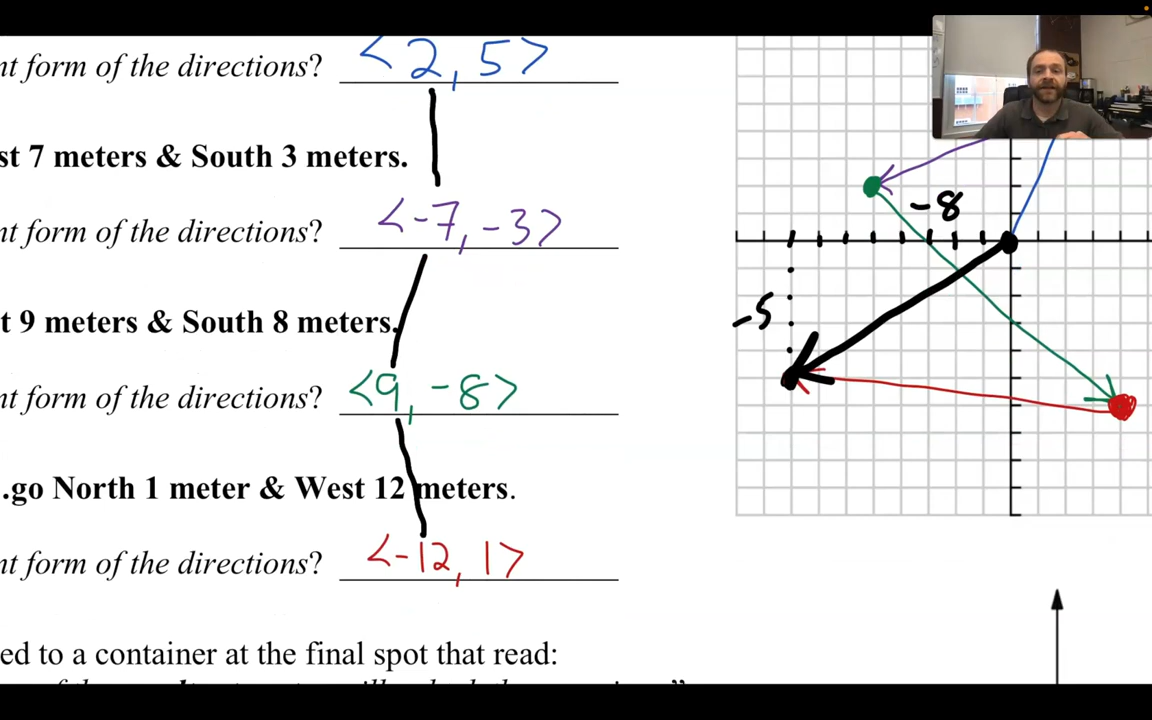 nt form of the directions? <2, 5>
st 7 meters & South 3 meters.
nt form of the directions? <-7, -3>
t 9 meters & South 8 meters.
nt form of the directions? <9, -8>
.go North 1 meter & West 12 meters.
nt form of the directions? <-12, 1>
ed to a container at the final spot that read:
-8
-5